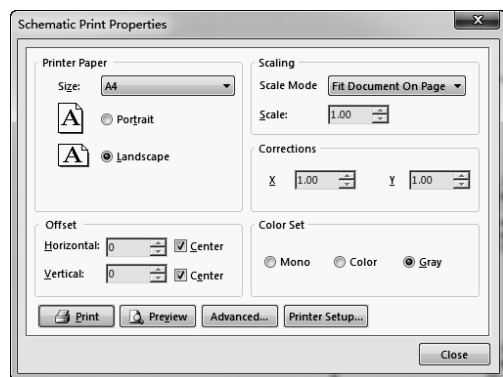 Schematic Print Properties
x
Printer Paper
Size: A4
A Portrait
A Landscape
Scaling
Scale Mode Fit Document On Page
Scale: 1.00
Corrections
X 1.00 Y 1.00
Offset
Horizontal: 0 Center
Vertical: 0 Center
Color Set
Mono Color Gray
Print Preview Advanced... Printer Setup...
Close